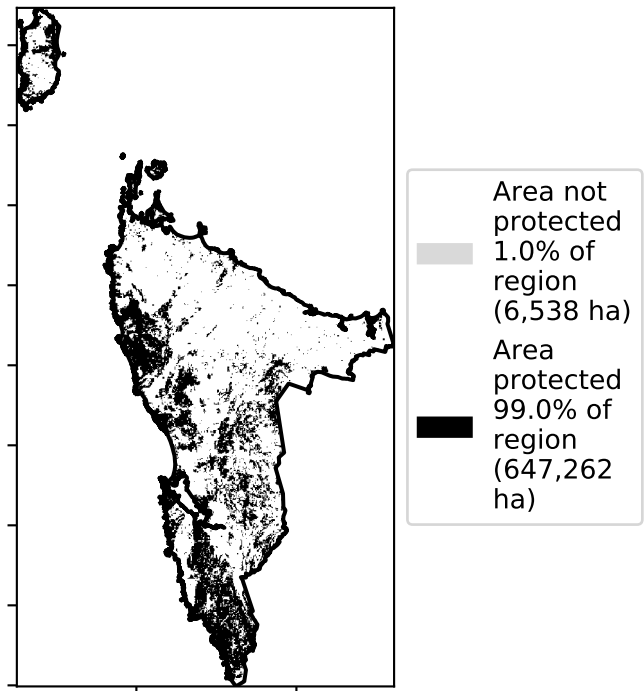 Area not
protected
1.0% of
region
(6,538 ha)
Area
protected
99.0% of
region
(647,262
ha)